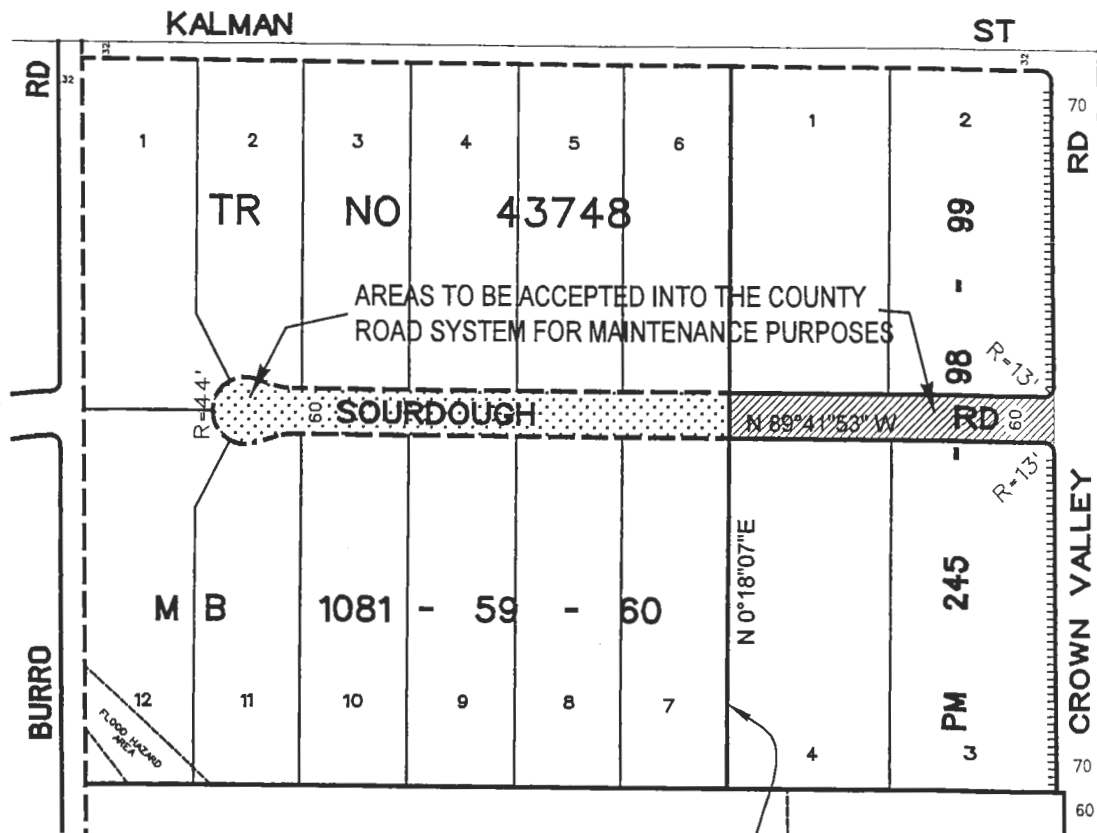 KALMAN ST
32
32
32
RD
70
RD
1 2 3 4 5 6 1 2
TR NO 43748
PM 245 - 98 - 99
AREAS TO BE ACCEPTED INTO THE COUNTY
ROAD SYSTEM FOR MAINTENANCE PURPOSES
R=13'
R=44'
60
SOURDOUGH RD
N 89°41'53" W
60
R=13'
N 0°18'07"E
CROWN VALLEY
M B 1081 - 59 - 60
BURRO
12 11 10 9 8 7 4 3
FLOOD HAZARD
AREA
70
60